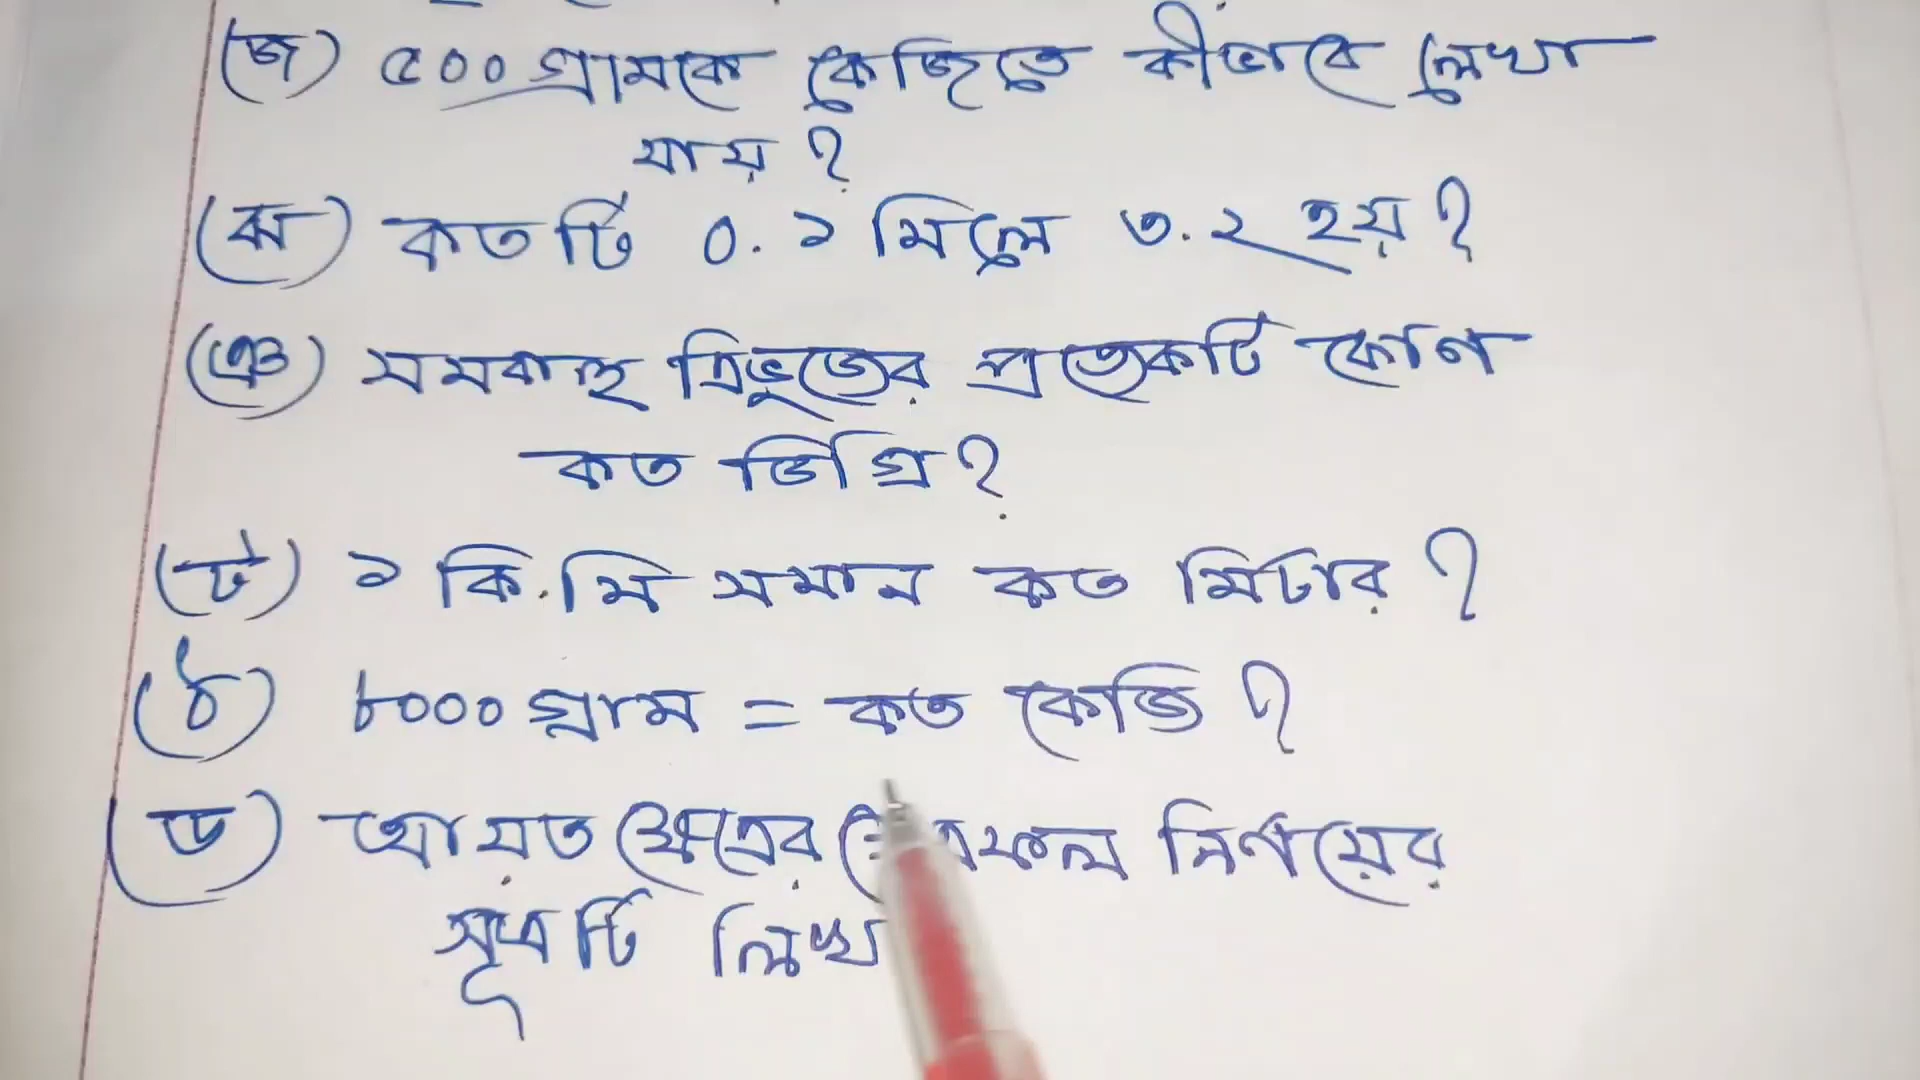 (জ) ৫০০ গ্রামকে কেজিতে কীভাবে লেখা
যায়?
(ঝ) কতটি ০.১ মিলে ৩.২ হয়?
(ঞ) সমবাহু ত্রিভুজের প্রত্যেকটি কোণ
কত ডিগ্রি?
(ট) ১ কি.মি সমান কত মিটার?
(ঠ) ৮০০০ গ্রাম = কত কেজি?
(ড) আয়তক্ষেত্রের নির্ণয়ের
সূত্রটি লিখ